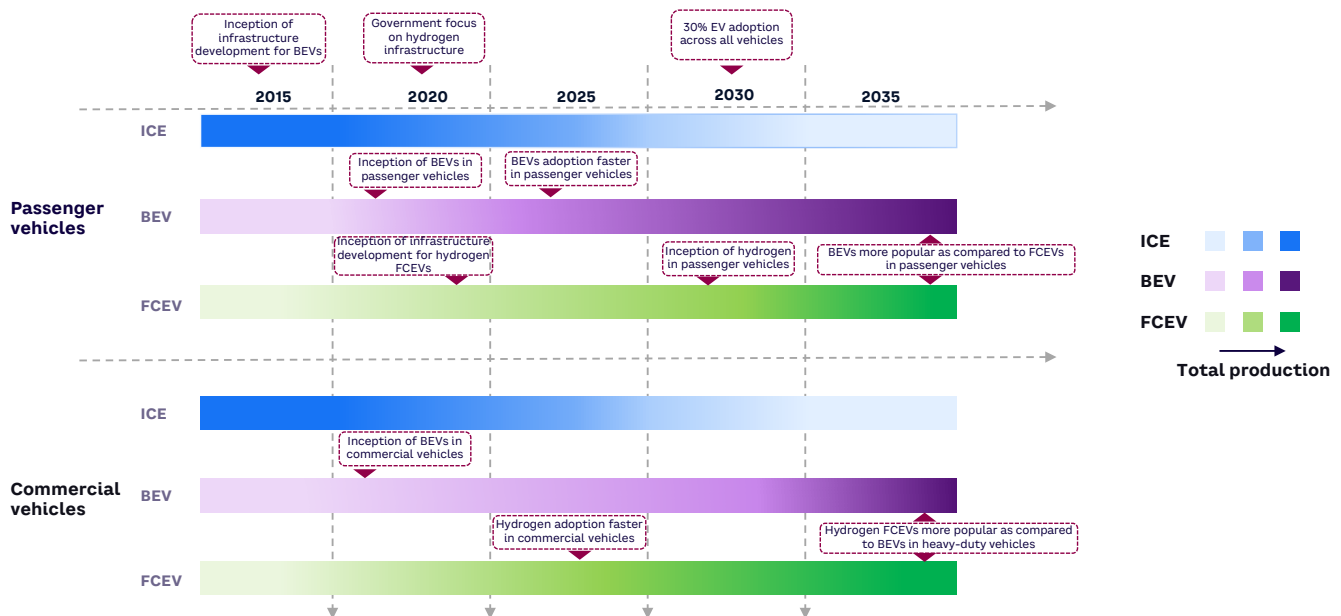 Inception of
infrastructure
development for BEVs
Government focus
on hydrogen
infrastructure
30% EV adoption
across all vehicles
2015
2020
2025
2030
2035
ICE
Inception of BEVs in
passenger vehicles
BEVs adoption faster
in passenger vehicles
Passenger
vehicles
BEV
Inception of infrastructure
development for hydrogen
FCEVs
Inception of hydrogen
in passenger vehicles
BEVs more popular as compared to FCEVs
in passenger vehicles
FCEV
ICE
Inception of BEVs in
commercial vehicles
Commercial
vehicles
BEV
Hydrogen adoption faster
in commercial vehicles
Hydrogen FCEVs more popular as compared
to BEVs in heavy-duty vehicles
FCEV
ICE
BEV
FCEV
Total production